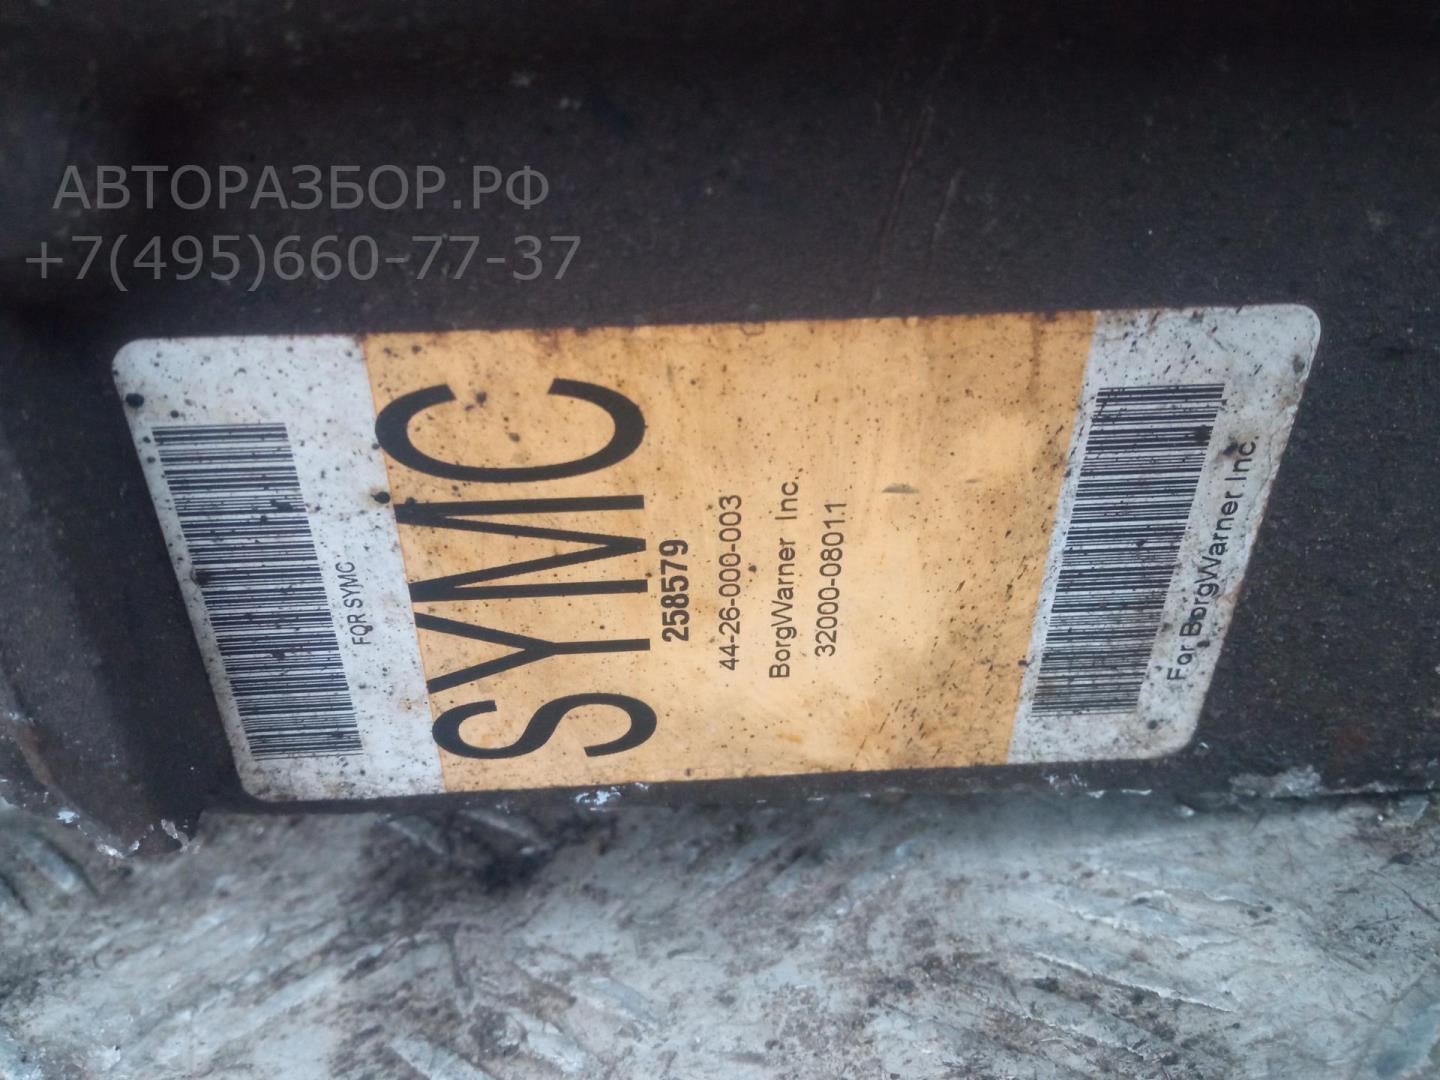 АВТОРАЗБОР.РФ
+7(495)660-77-37
FOR SYMC
SYMC
258579
44-26-000-003
BorgWarner Inc.
32000-08011
For BorgWarner Inc.